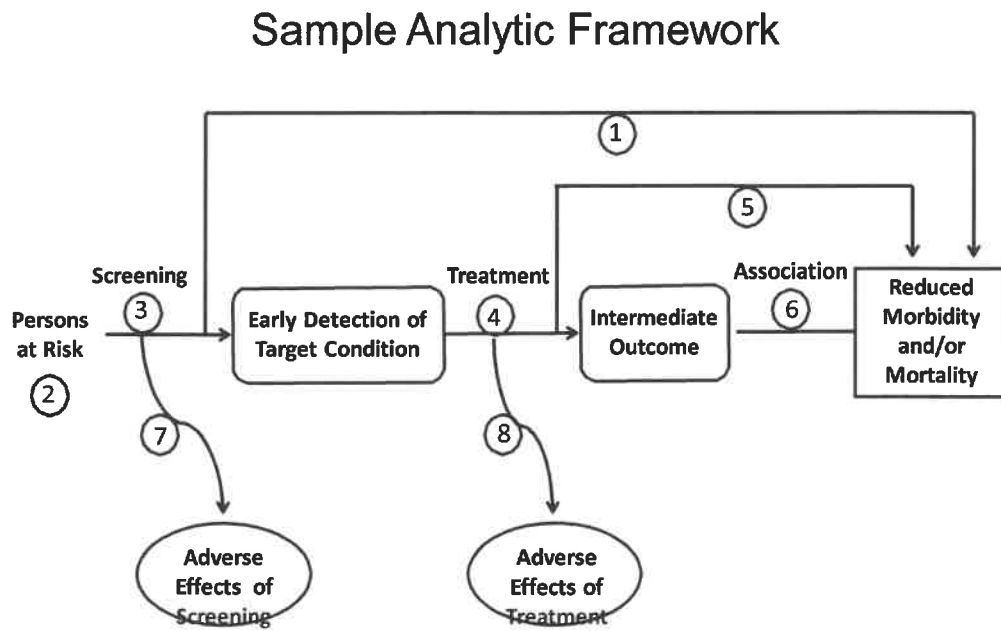 Sample Analytic Framework
1
5
Screening
3
Treatment
4
Association
6
Persons
at Risk
2
Early Detection of
Target Condition
Intermediate
Outcome
Reduced
Morbidity
and/or
Mortality
7
8
Adverse
Effects of
Screening
Adverse
Effects of
Treatment